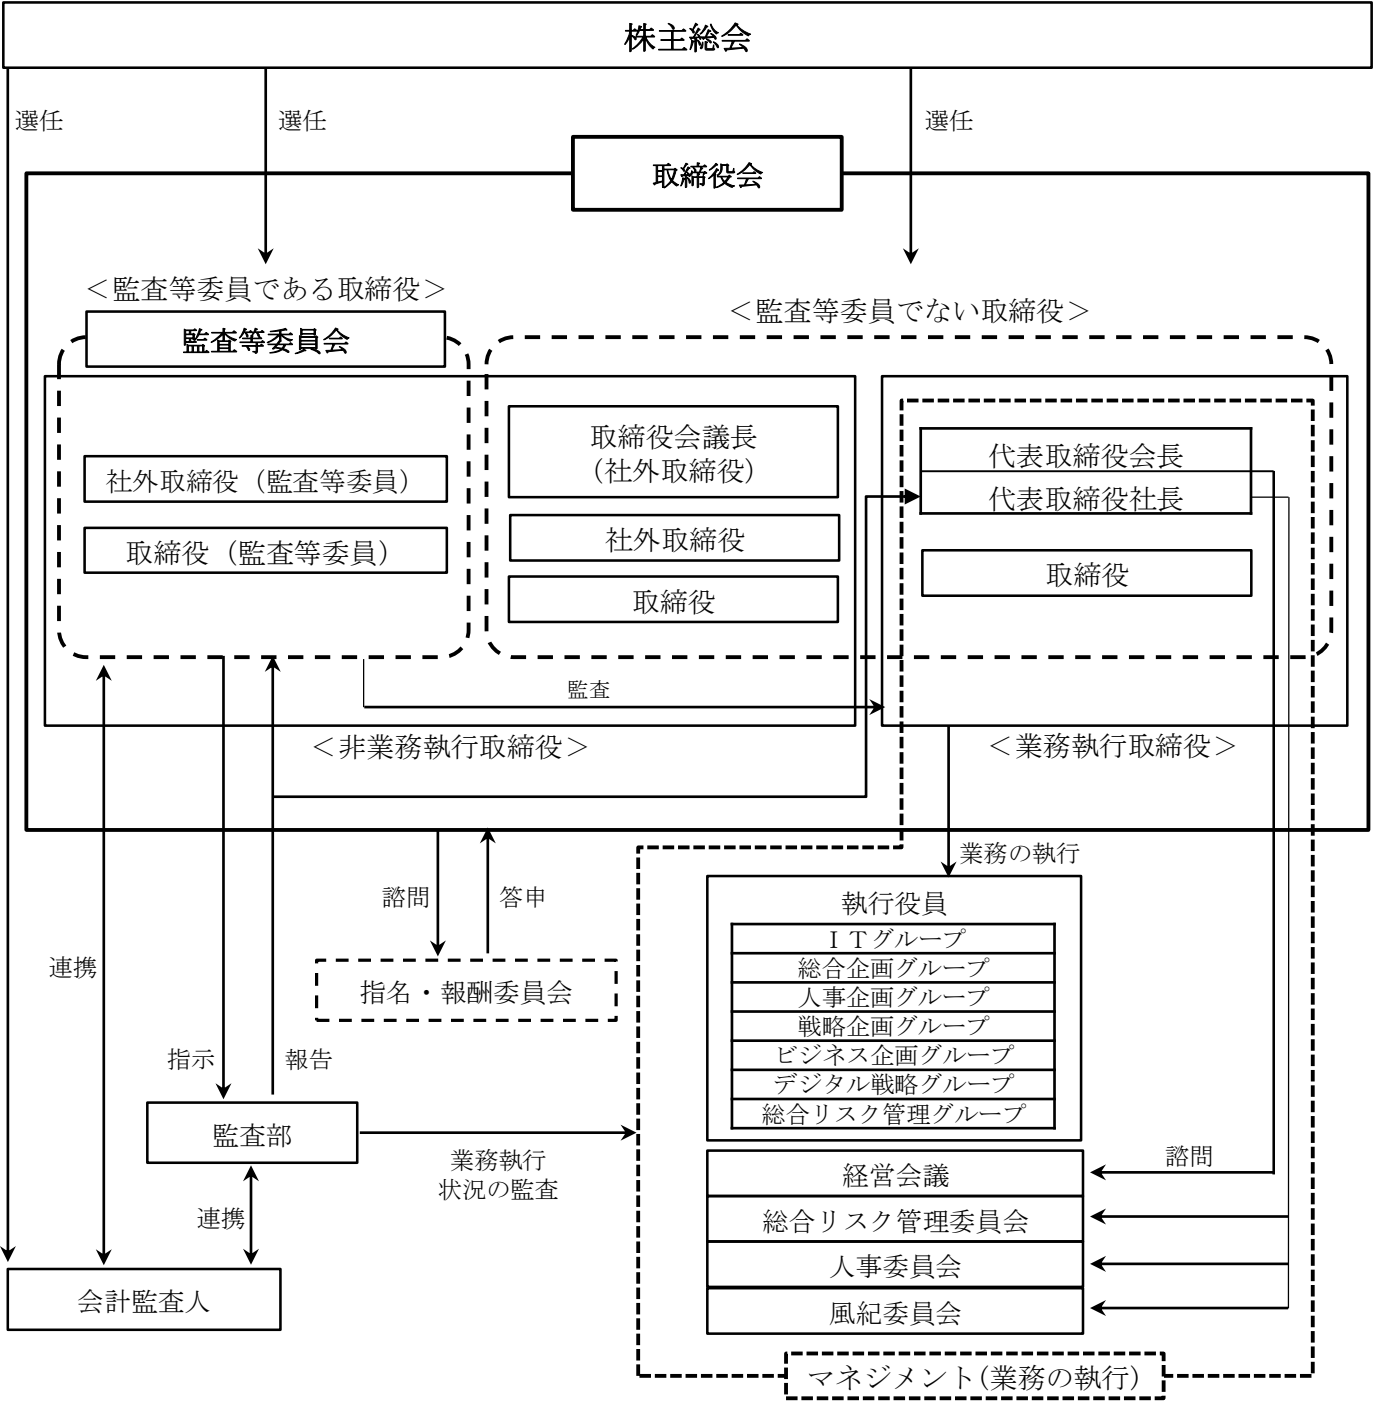 株主総会
選任
選任
選任
取締役会
＜監査等委員である取締役＞
＜監査等委員でない取締役＞
監査等委員会
社外取締役（監査等委員）
取締役（監査等委員）
取締役会議長
（社外取締役）
社外取締役
取締役
代表取締役会長
代表取締役社長
取締役
監査
＜非業務執行取締役＞
＜業務執行取締役＞
業務の執行
諮問
答申
連携
指名・報酬委員会
執行役員
ＩＴグループ
総合企画グループ
人事企画グループ
戦略企画グループ
ビジネス企画グループ
デジタル戦略グループ
総合リスク管理グループ
指示
報告
監査部
業務執行
状況の監査
連携
諮問
経営会議
総合リスク管理委員会
人事委員会
風紀委員会
会計監査人
マネジメント(業務の執行)